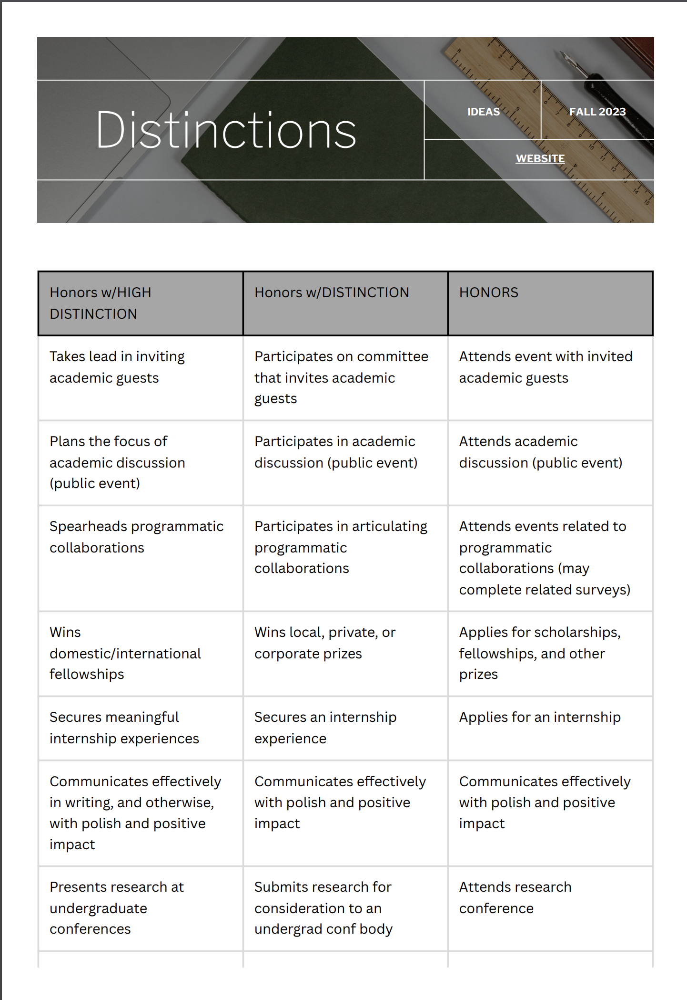 Distinctions
IDEAS
FALL 2023
WEBSITE
Honors w/HIGH
DISTINCTION
Honors w/DISTINCTION
HONORS
Takes lead in inviting
academic guests
Participates on committee
that invites academic
guests
Attends event with invited
academic guests
Plans the focus of
academic discussion
(public event)
Participates in academic
discussion (public event)
Attends academic
discussion (public event)
Spearheads programmatic
collaborations
Participates in articulating
programmatic
collaborations
Attends events related to
programmatic
collaborations (may
complete related surveys)
Wins
domestic/international
fellowships
Wins local, private, or
corporate prizes
Applies for scholarships,
fellowships, and other
prizes
Secures meaningful
internship experiences
Secures an internship
experience
Applies for an internship
Communicates effectively
in writing, and otherwise,
with polish and positive
impact
Communicates effectively
with polish and positive
impact
Communicates effectively
with polish and positive
impact
Presents research at
undergraduate
conferences
Submits research for
consideration to an
undergrad conf body
Attends research
conference